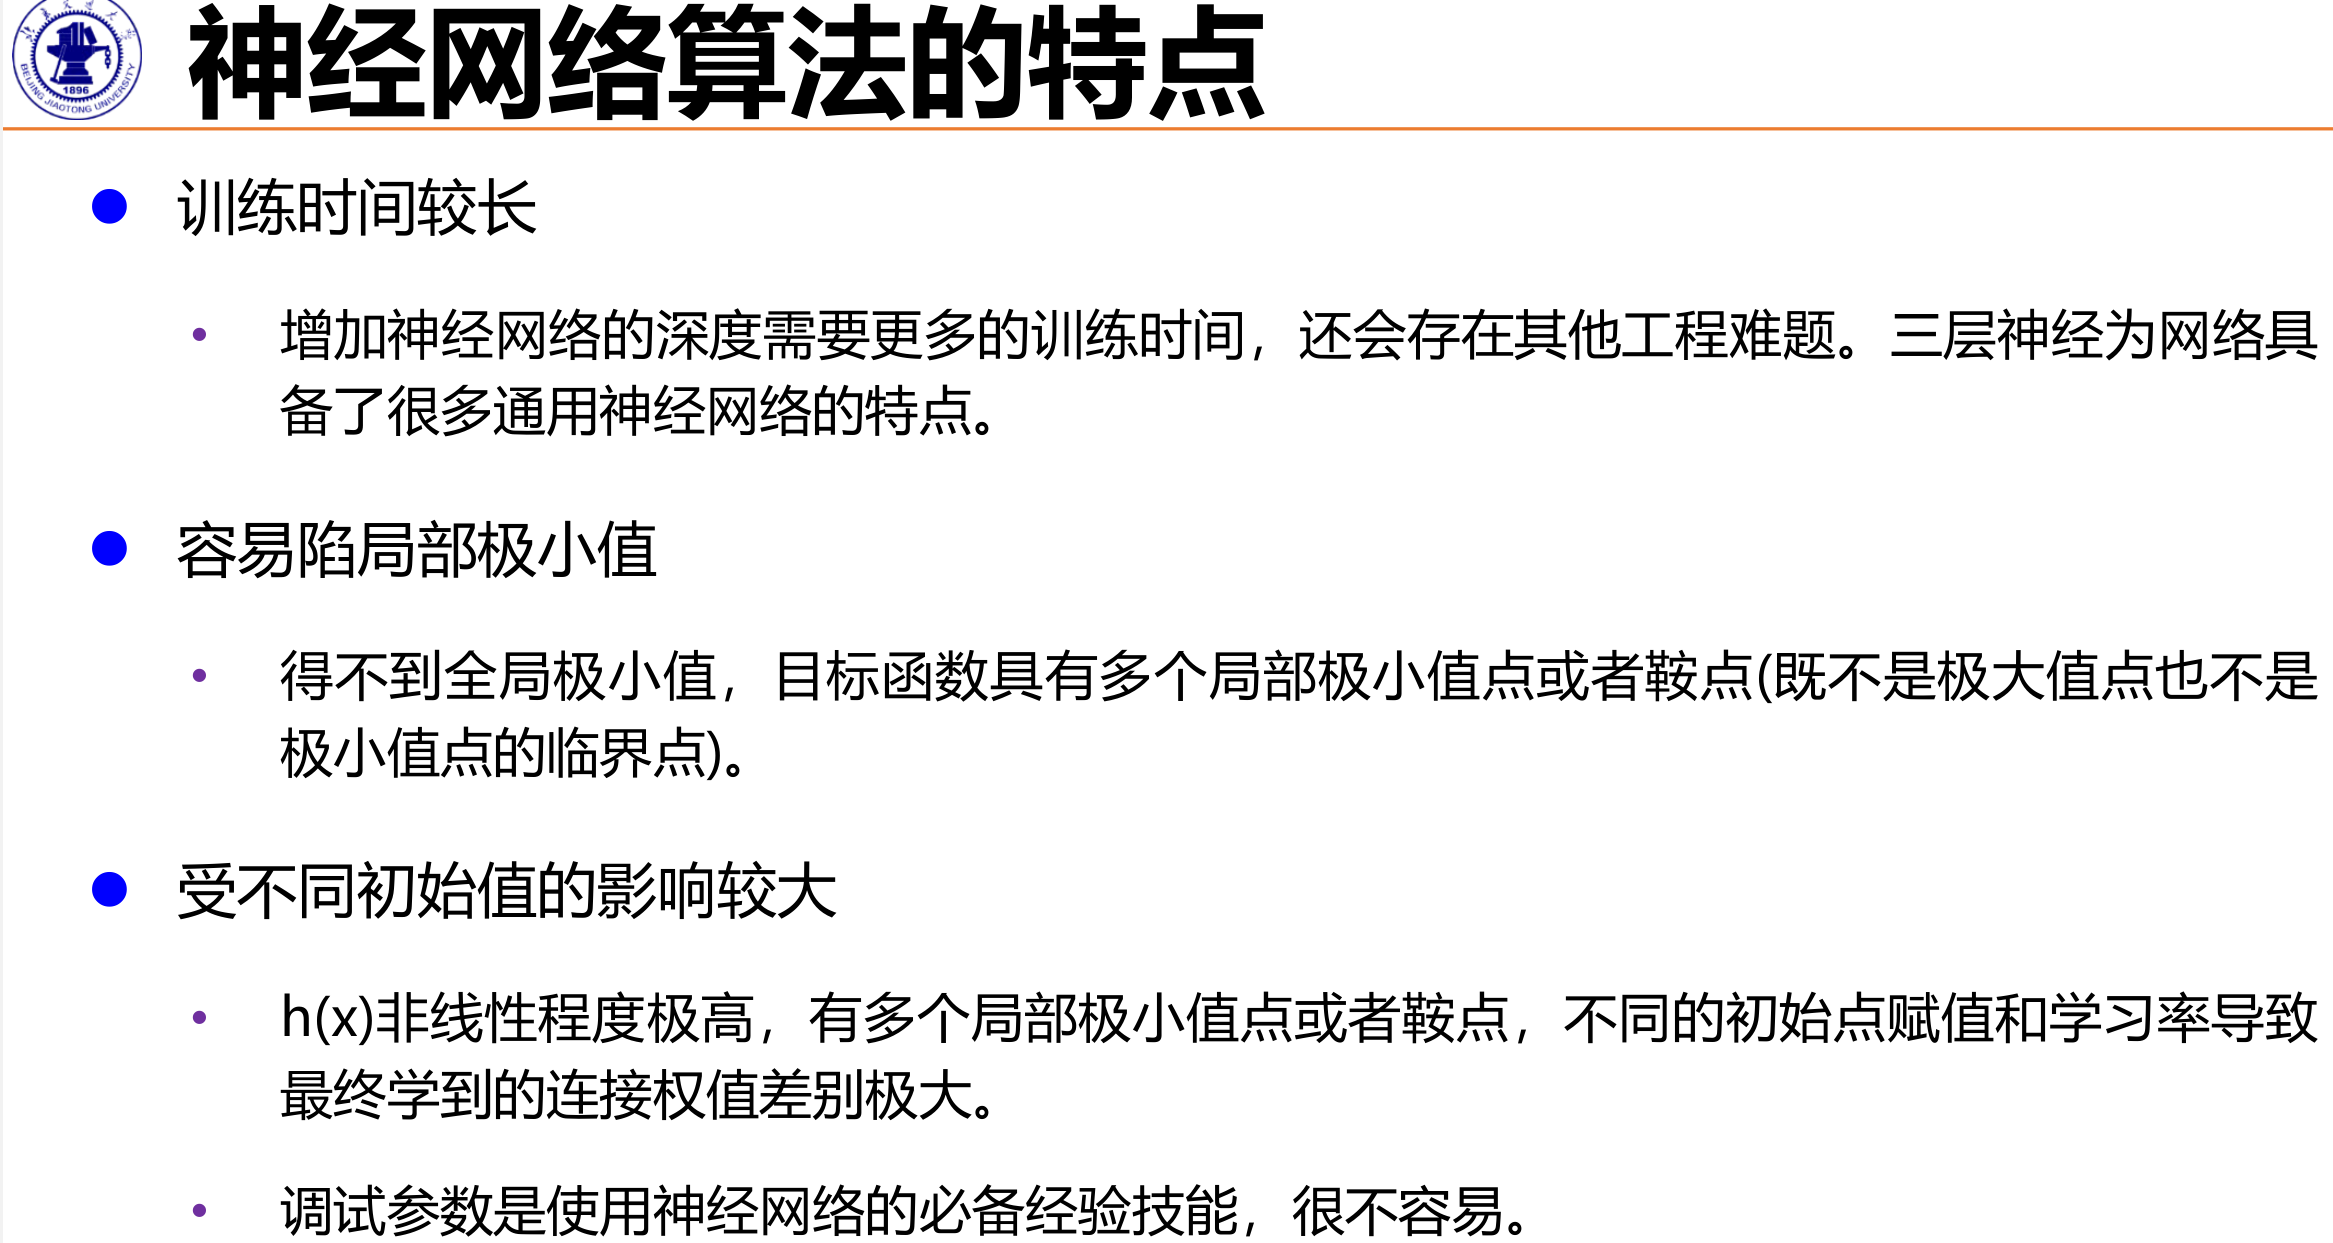 神经网络算法的特点
1896
BEIJING JIAOTONG UNIVERSITY
训练时间较长
增加神经网络的深度需要更多的训练时间，还会存在其他工程难题。三层神经为网络具
备了很多通用神经网络的特点。
容易陷局部极小值
得不到全局极小值，目标函数具有多个局部极小值点或者鞍点(既不是极大值点也不是
极小值点的临界点)。
受不同初始值的影响较大
h(x)非线性程度极高，有多个局部极小值点或者鞍点，不同的初始点赋值和学习率导致
最终学到的连接权值差别极大。
调试参数是使用神经网络的必备经验技能，很不容易。